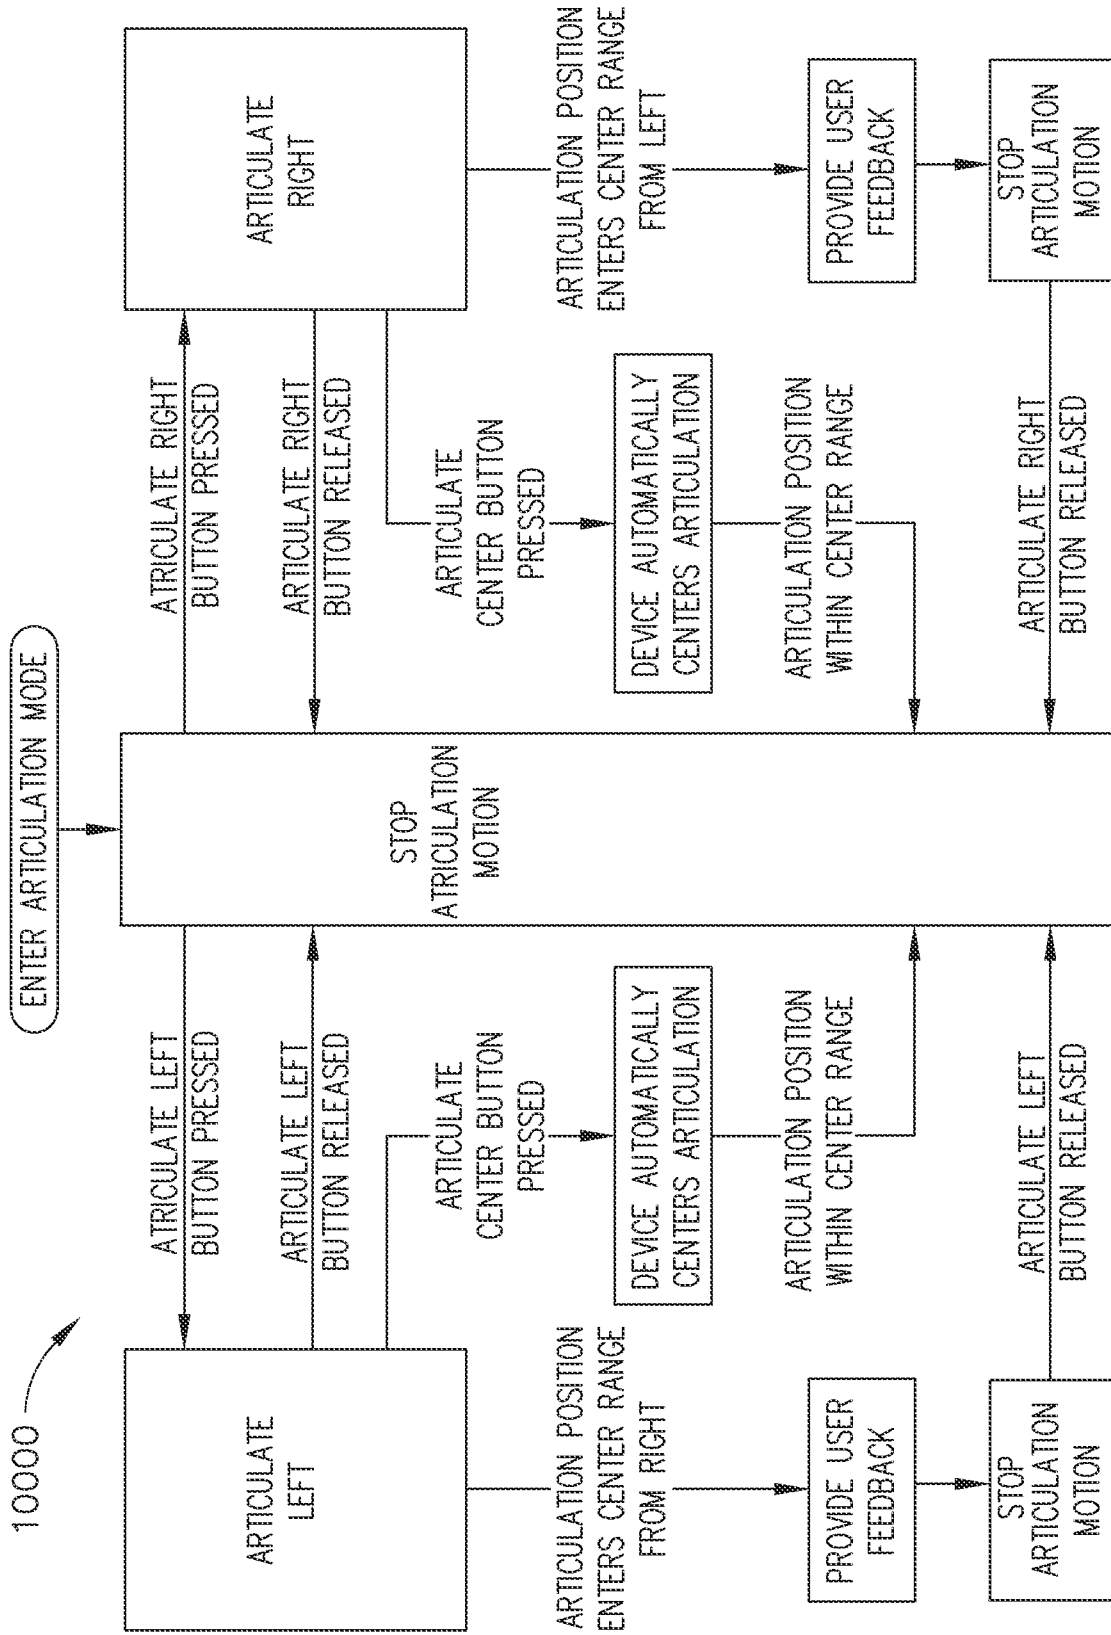 10000
ENTER ARTICULATION MODE
ARTICULATE
LEFT
ATRICULATE LEFT
BUTTON PRESSED
ARTICULATE LEFT
BUTTON RELEASED
ARTICULATE
CENTER BUTTON
PRESSED
STOP
ATRICULATION
MOTION
ATRICULATE RIGHT
BUTTON PRESSED
ARTICULATE RIGHT
BUTTON RELEASED
ARTICULATE
CENTER BUTTON
PRESSED
ARTICULATE
RIGHT
ARTICULATION POSITION
ENTERS CENTER RANGE
FROM RIGHT
DEVICE AUTOMATICALLY
CENTERS ARTICULATION
DEVICE AUTOMATICALLY
CENTERS ARTICULATION
ARTICULATION POSITION
ENTERS CENTER RANGE
FROM LEFT
PROVIDE USER
FEEDBACK
ARTICULATION POSITION
WITHIN CENTER RANGE
ARTICULATION POSITION
WITHIN CENTER RANGE
PROVIDE USER
FEEDBACK
STOP
ARTICULATION
MOTION
ARTICULATE LEFT
BUTTON RELEASED
ARTICULATE RIGHT
BUTTON RELEASED
STOP
ARTICULATION
MOTION